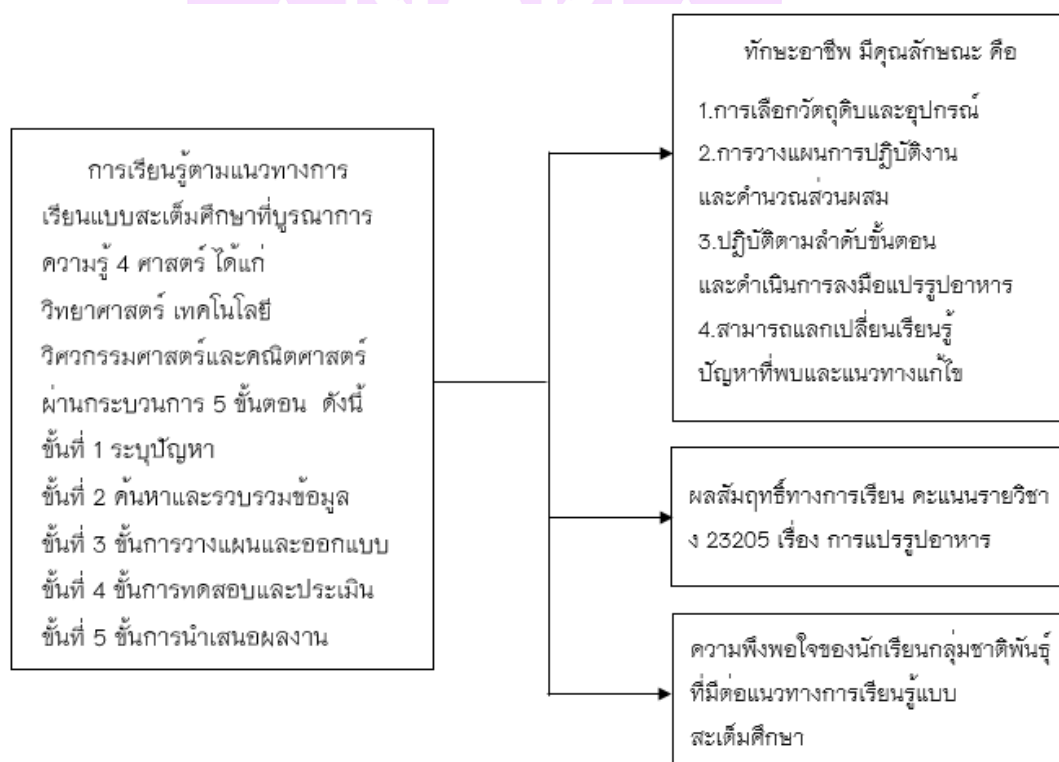 การเรียนรู้ตามแนวทางการ
เรียนแบบสะเต็มศึกษาที่บูรณาการ
ความรู้ 4 ศาสตร์ ได้แก่
วิทยาศาสตร์ เทคโนโลยี
วิศวกรรมศาสตร์และคณิตศาสตร์
ผ่านกระบวนการ 5 ขั้นตอน ดังนี้
ขั้นที่ 1 ระบุปัญหา
ขั้นที่ 2 ค้นหาและรวบรวมข้อมูล
ขั้นที่ 3 ขั้นการวางแผนและออกแบบ
ขั้นที่ 4 ขั้นการทดสอบและประเมิน
ขั้นที่ 5 ขั้นการนำเสนอผลงาน
ทักษะอาชีพ มีคุณลักษณะ คือ
1.การเลือกวัตถุดิบและอุปกรณ์
2.การวางแผนการปฏิบัติงาน
และคำนวณส่วนผสม
3.ปฏิบัติตามลำดับขั้นตอน
และดำเนินการลงมือแปรรูปอาหาร
4.สามารถแลกเปลี่ยนเรียนรู้
ปัญหาที่พบและแนวทางแก้ไข
ผลสัมฤทธิ์ทางการเรียน คะแนนรายวิชา
ง 23205 เรื่อง การแปรรูปอาหาร
ความพึงพอใจของนักเรียนกลุ่มชาติพันธุ์
ที่มีต่อแนวทางการเรียนรู้แบบ
สะเต็มศึกษา